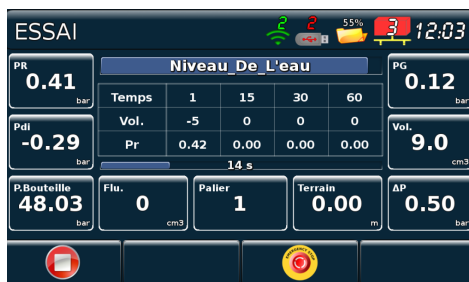 ESSAI 2 2 55% 3 12:03
PR 0.41 bar
Niveau_De_L'eau
PG 0.12 bar
Temps 1 15 30 60
Vol. -5 0 0 0
Pr 0.42 0.00 0.00 0.00
14 s
Pdi -0.29 bar
Vol. 9.0 cm3
P.Bouteille 48.03 bar
Flu. 0 cm3
Palier 1
Terrain 0.00 m
ΔP 0.50 bar
EMERGENCY STOP